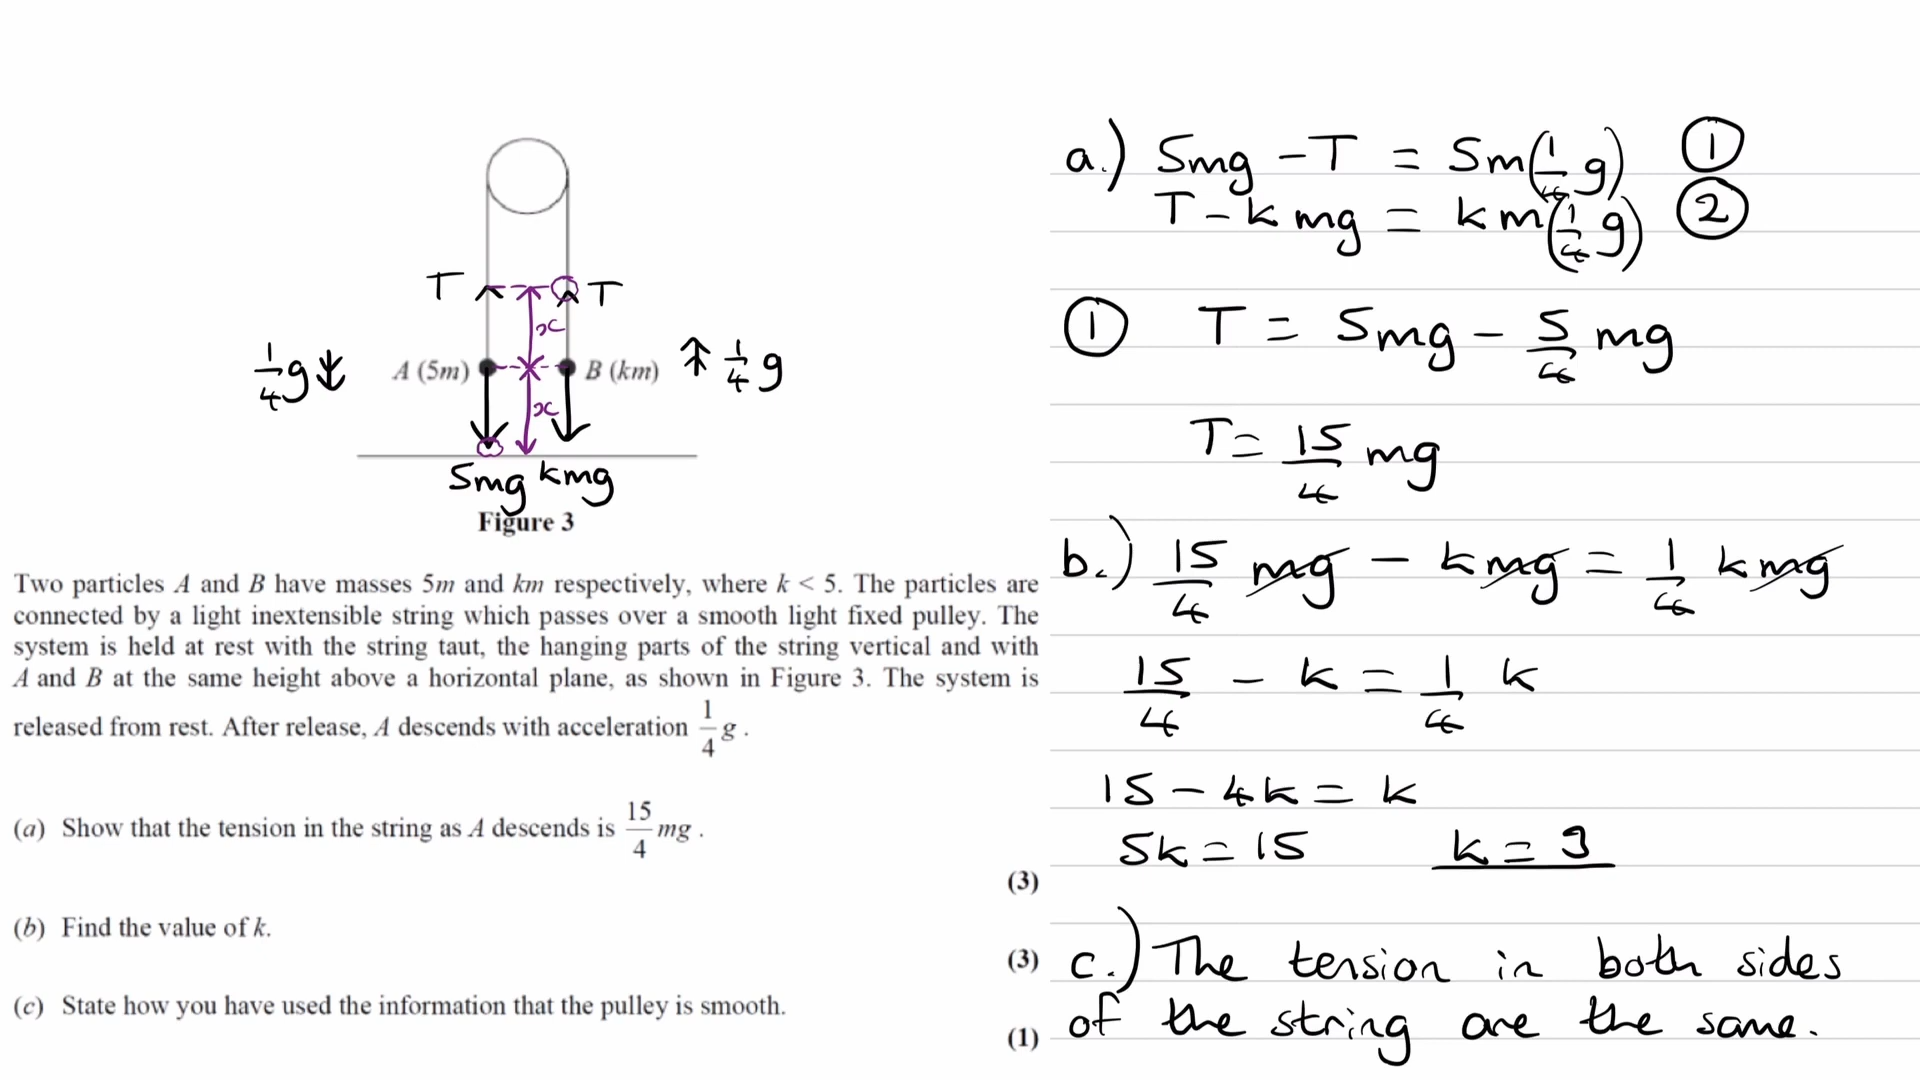 T T
x
1/4 g A (5m) B (km) 1/4 g
x
5mg kmg
Figure 3
Two particles A and B have masses 5m and km respectively, where k < 5. The particles are
connected by a light inextensible string which passes over a smooth light fixed pulley. The
system is held at rest with the string taut, the hanging parts of the string vertical and with
A and B at the same height above a horizontal plane, as shown in Figure 3. The system is
released from rest. After release, A descends with acceleration 1/4 g .
(a) Show that the tension in the string as A descends is 15/4 mg .
(3)
(b) Find the value of k.
(3)
(c) State how you have used the information that the pulley is smooth.
(1)
a.) 5mg - T = 5m(1/4 g) ①
T - kmg = km(1/4 g) ②
① T = 5mg - 5/4 mg
T = 15/4 mg
b.) 15/4 mg - kmg = 1/4 kmg
15/4 - k = 1/4 k
15 - 4k = k
5k = 15 k = 3
c.) The tension in both sides
of the string are the same.